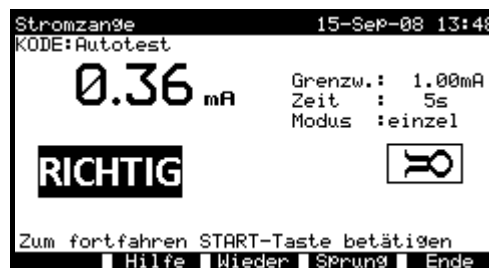 Stromzange 15-Sep-08 13:48
KODE:Autotest
0.36 mA
Grenzw.: 1.00mA
Zeit : 5s
Modus :einzel
RICHTIG
Zum fortfahren START-Taste betätigen
Hilfe Wieder Sprung Ende